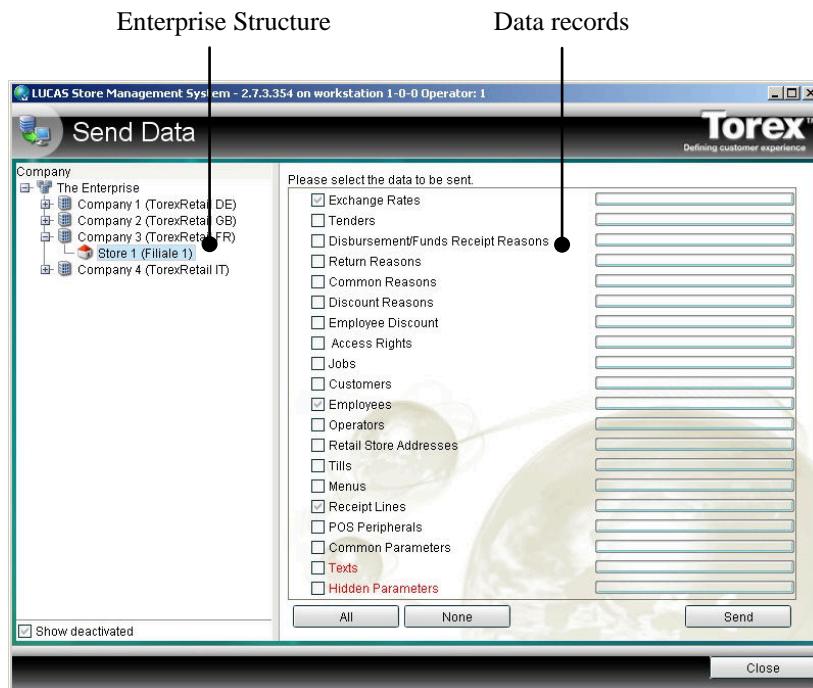 Enterprise Structure
Data records
LUCAS Store Management System - 2.7.3.354 on workstation 1-0-0 Operator: 1
Send Data
Torex™
Defining customer experience
Company
The Enterprise
Company 1 (TorexRetail DE)
Company 2 (TorexRetail GB)
Company 3 (TorexRetail FR)
Store 1 (Filiale 1)
Company 4 (TorexRetail IT)
Show deactivated
Please select the data to be sent.
Exchange Rates
Tenders
Disbursement/Funds Receipt Reasons
Return Reasons
Common Reasons
Discount Reasons
Employee Discount
Access Rights
Jobs
Customers
Employees
Operators
Retail Store Addresses
Tills
Menus
Receipt Lines
POS Peripherals
Common Parameters
Texts
Hidden Parameters
All
None
Send
Close